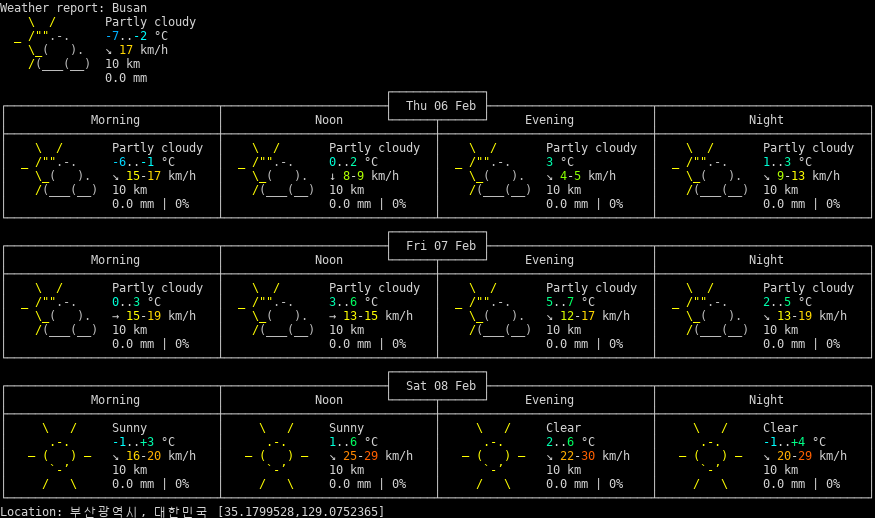 Weather report: Busan
Partly cloudy
-7..-2 °C
↘ 17 km/h
10 km
0.0 mm
Thu 06 Feb
Morning Noon Evening Night
Partly cloudy Partly cloudy Partly cloudy Partly cloudy
-6..-1 °C 0..2 °C 3 °C 1..3 °C
↘ 15-17 km/h ↓ 8-9 km/h ↘ 4-5 km/h ↘ 9-13 km/h
10 km 10 km 10 km 10 km
0.0 mm | 0% 0.0 mm | 0% 0.0 mm | 0% 0.0 mm | 0%
Fri 07 Feb
Morning Noon Evening Night
Partly cloudy Partly cloudy Partly cloudy Partly cloudy
0..3 °C 3..6 °C 5..7 °C 2..5 °C
→ 15-19 km/h → 13-15 km/h ↘ 12-17 km/h ↘ 13-19 km/h
10 km 10 km 10 km 10 km
0.0 mm | 0% 0.0 mm | 0% 0.0 mm | 0% 0.0 mm | 0%
Sat 08 Feb
Morning Noon Evening Night
Sunny Sunny Clear Clear
-1..+3 °C 1..6 °C 2..6 °C -1..+4 °C
↘ 16-20 km/h ↘ 25-29 km/h ↘ 22-30 km/h ↘ 20-29 km/h
10 km 10 km 10 km 10 km
0.0 mm | 0% 0.0 mm | 0% 0.0 mm | 0% 0.0 mm | 0%
Location: 부산광역시, 대한민국 [35.1799528,129.0752365]